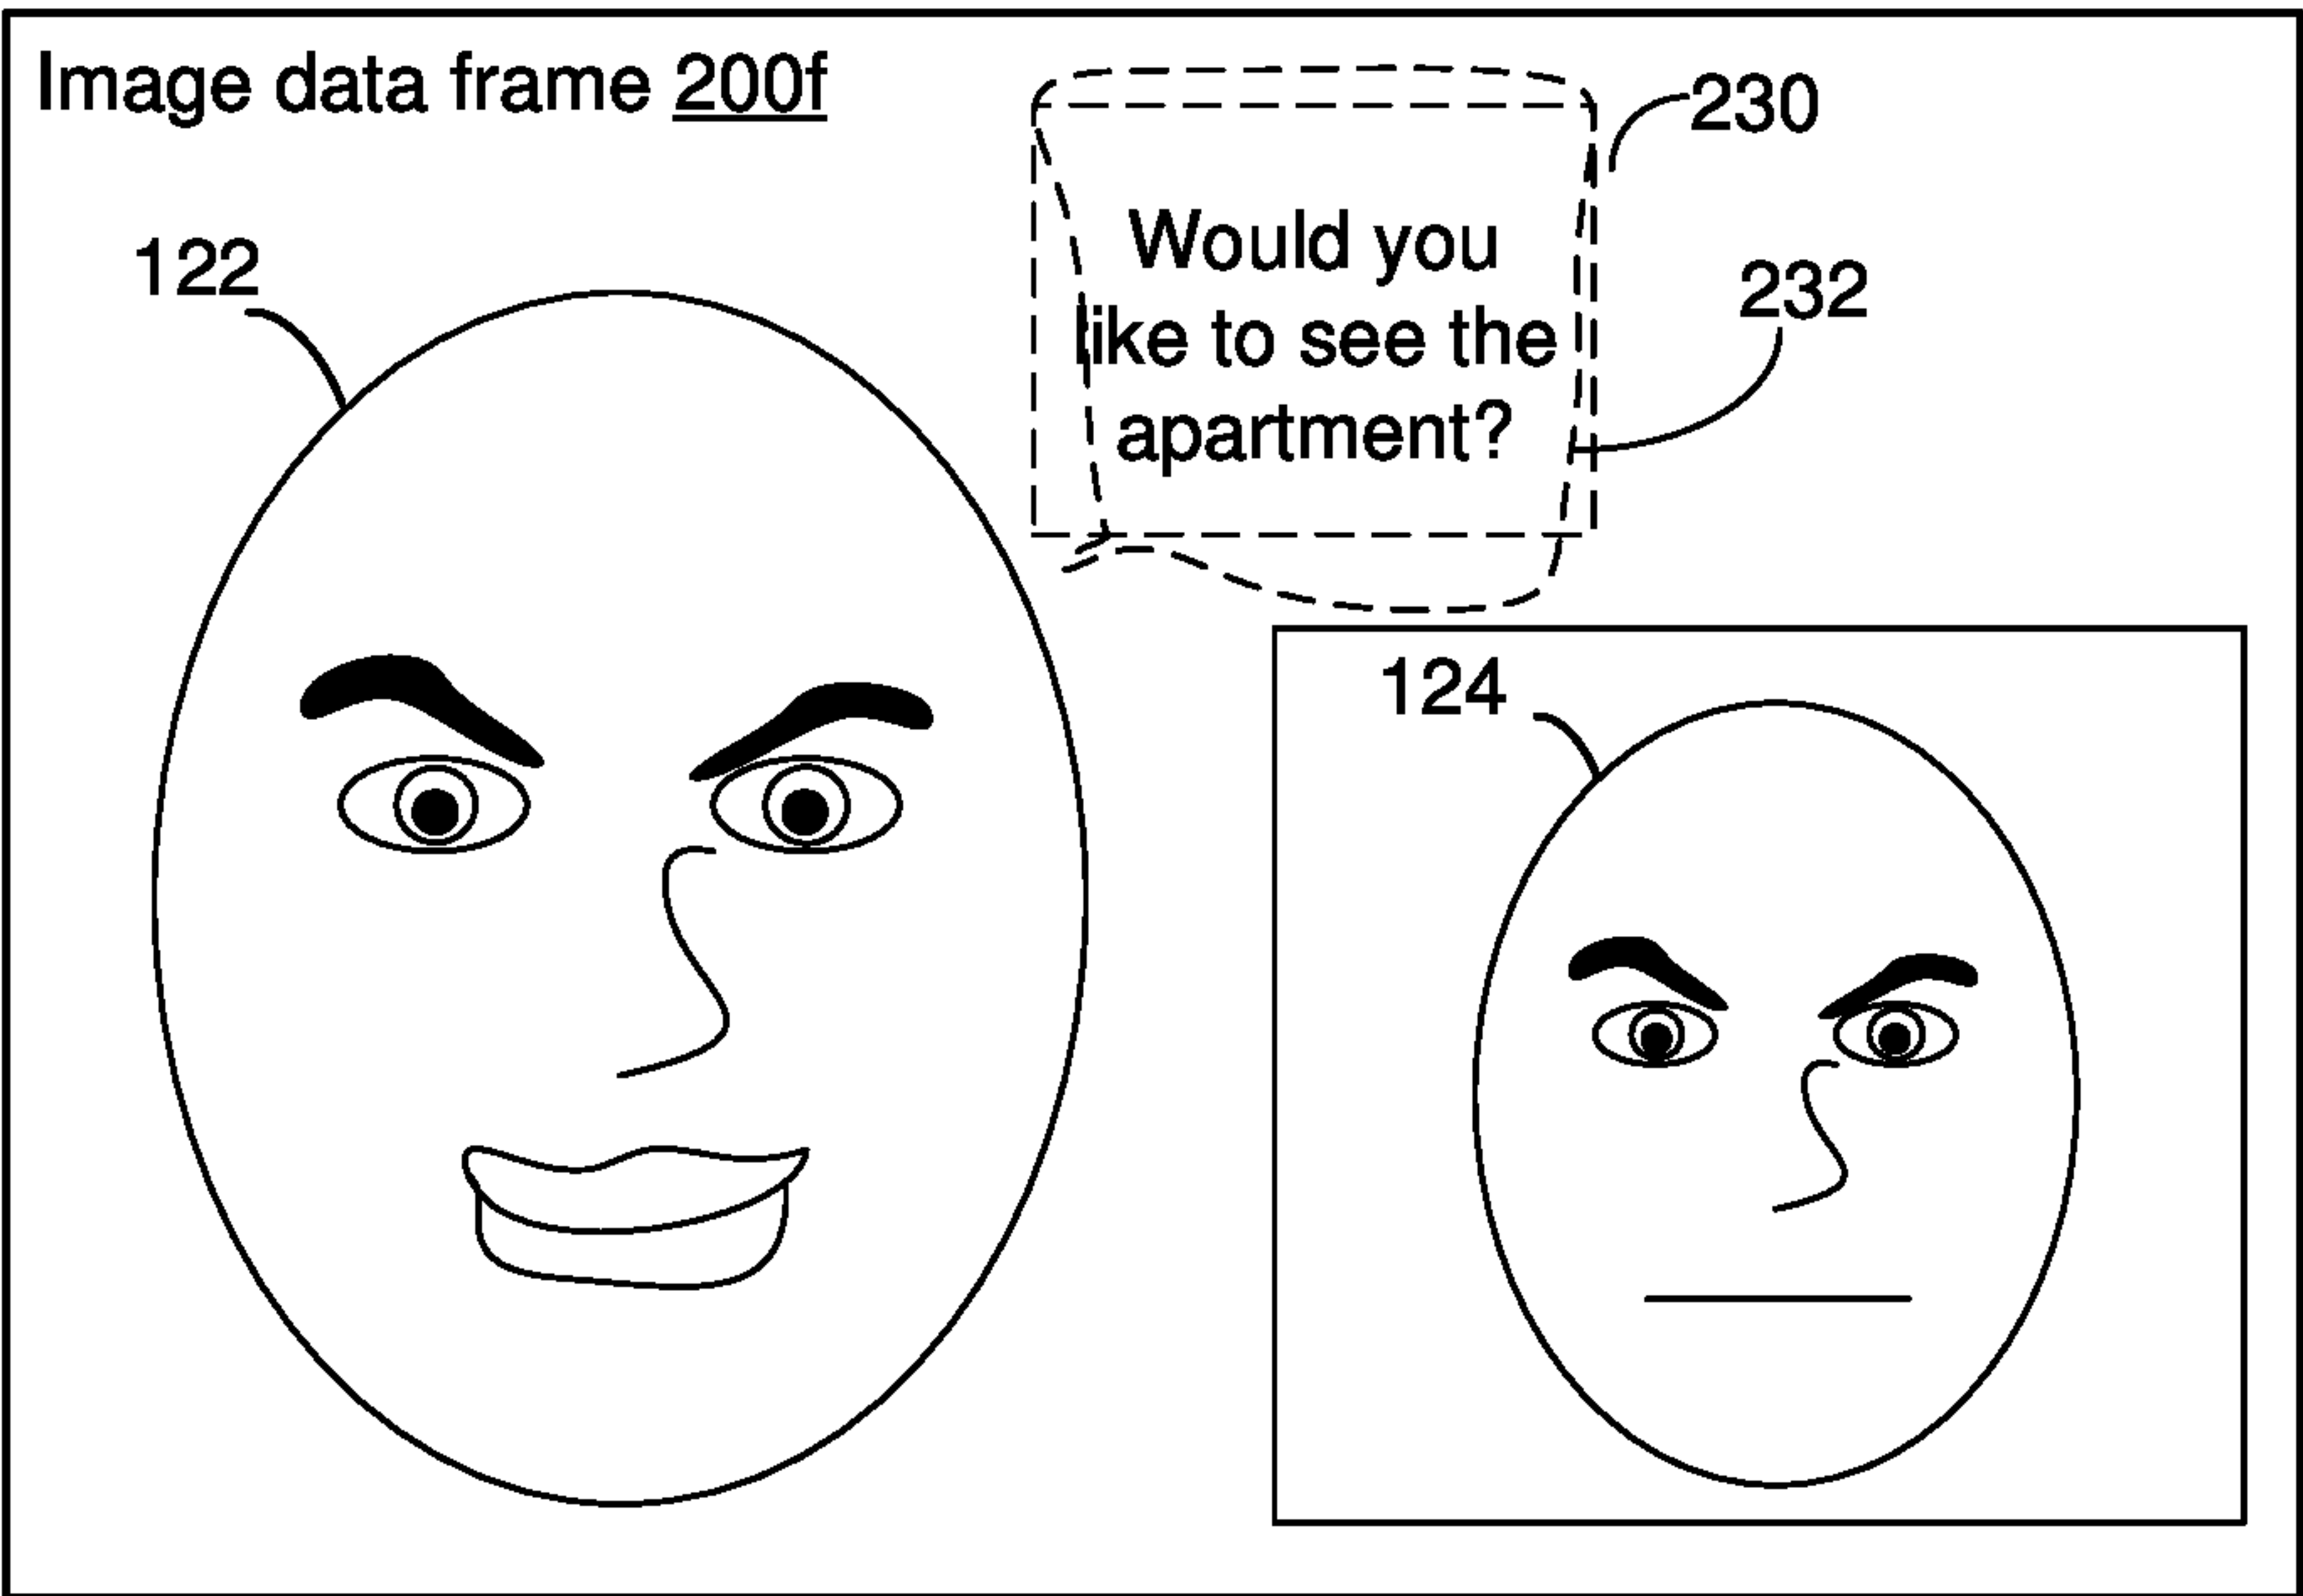 Image data frame 200f
230
122
Would you
like to see the
apartment?
232
124